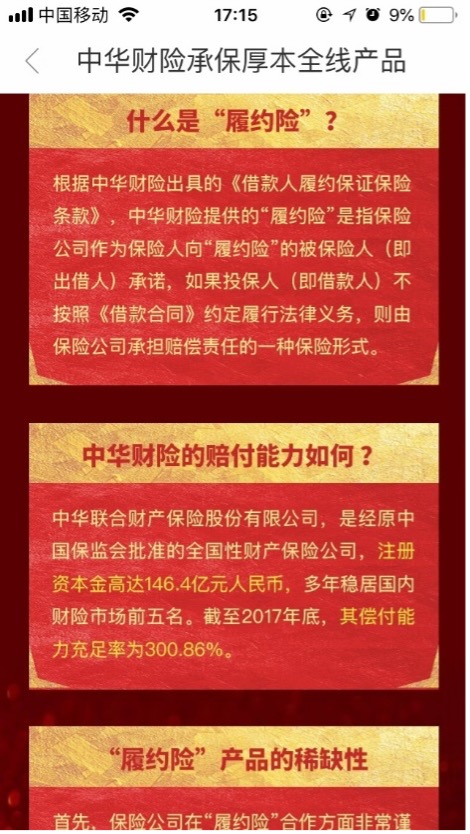 中国移动 17:15 9%
中华财险承保厚本全线产品
什么是“履约险”？
根据中华财险出具的《借款人履约保证保险
条款》，中华财险提供的“履约险”是指保险
公司作为保险人向“履约险”的被保险人（即
出借人）承诺，如果投保人（即借款人）不
按照《借款合同》约定履行法律义务，则由
保险公司承担赔偿责任的一种保险形式。
中华财险的赔付能力如何？
中华联合财产保险股份有限公司，是经原中
国保监会批准的全国性财产保险公司，注册
资本金高达146.4亿元人民币，多年稳居国内
财险市场前五名。截至2017年底，其偿付能
力充足率为300.86%。
“履约险”产品的稀缺性
首先，保险公司在“履约险”合作方面非常谨